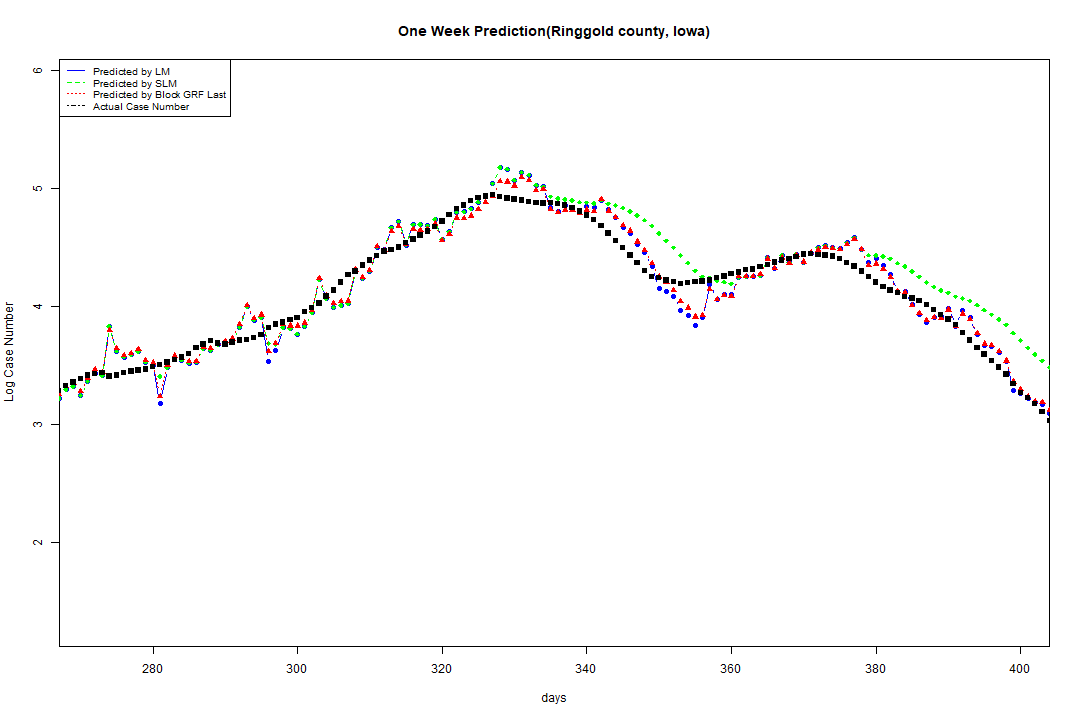 One Week Prediction(Ringgold county, Iowa)
Predicted by LM
Predicted by SLM
Predicted by Block GRF Last
Actual Case Number
6
5
4
3
2
Log Case Number
280 300 320 340 360 380 400
days